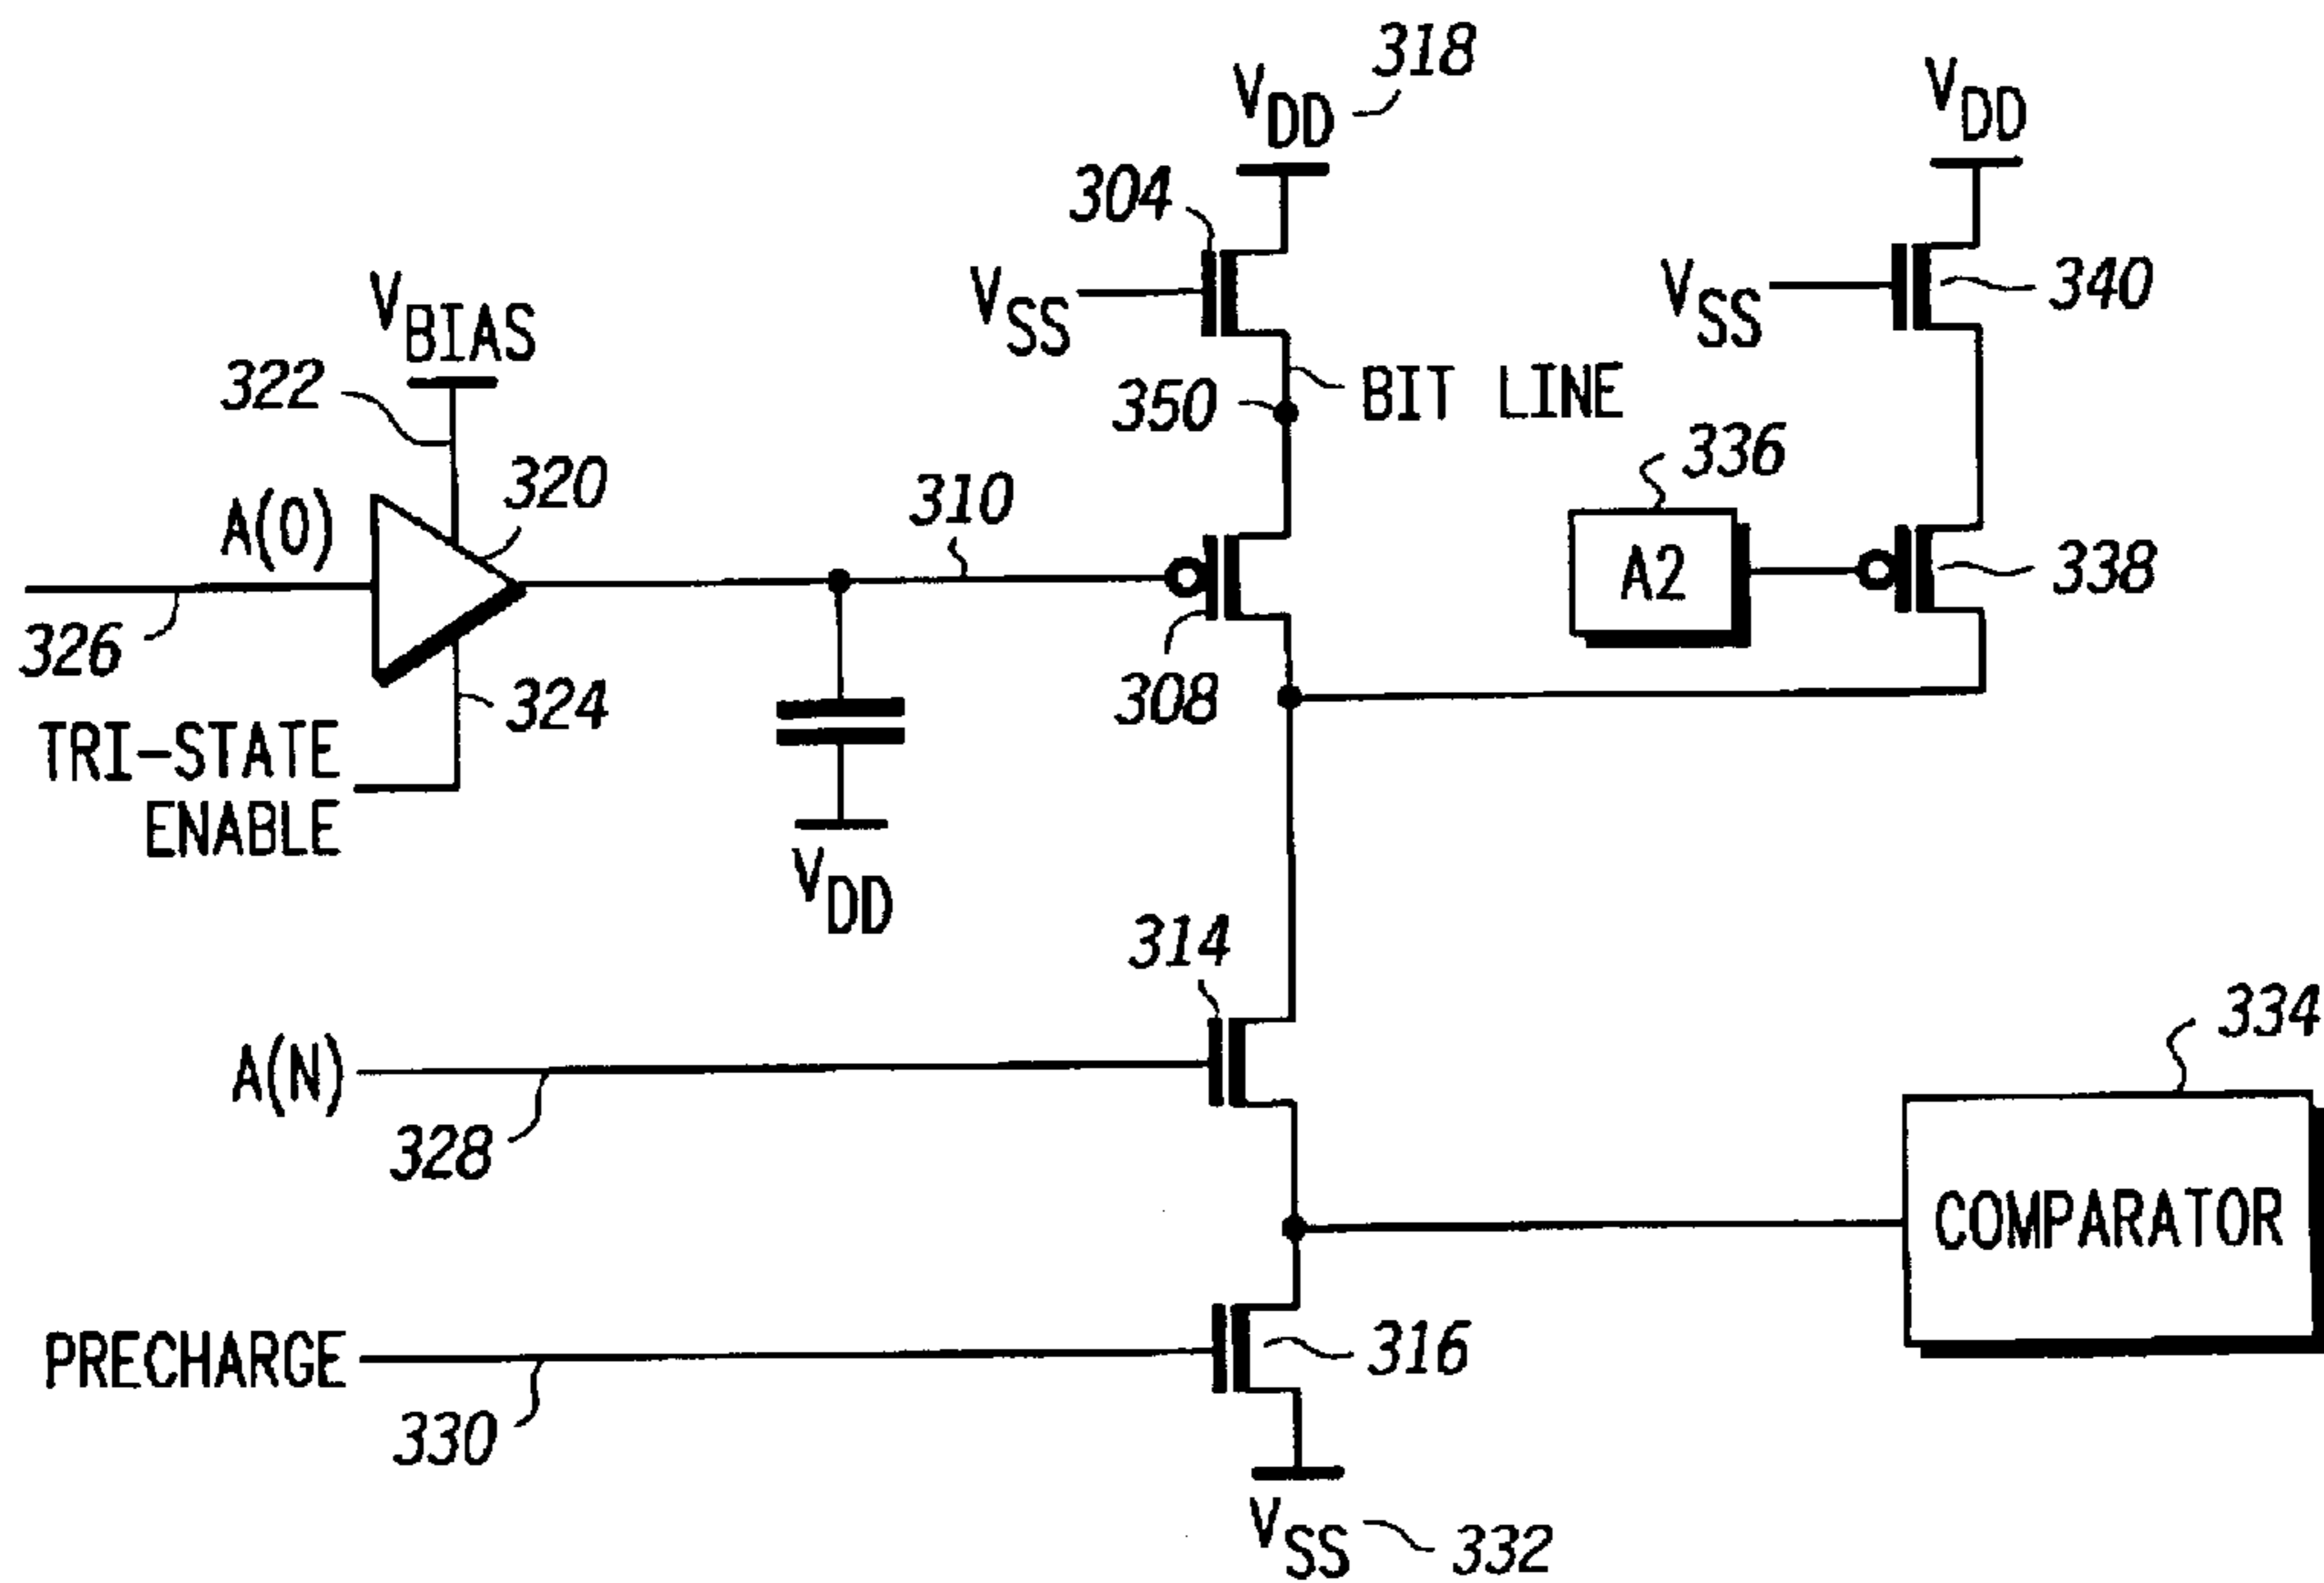 318
VDD
VDD
304
VSS
VSS
340
VBIAS
322
350
BIT LINE
320
310
336
A(0)
A2
338
326
324
308
TRI-STATE
ENABLE
VDD
314
334
A(N)
328
COMPARATOR
PRECHARGE
316
330
VSS
332